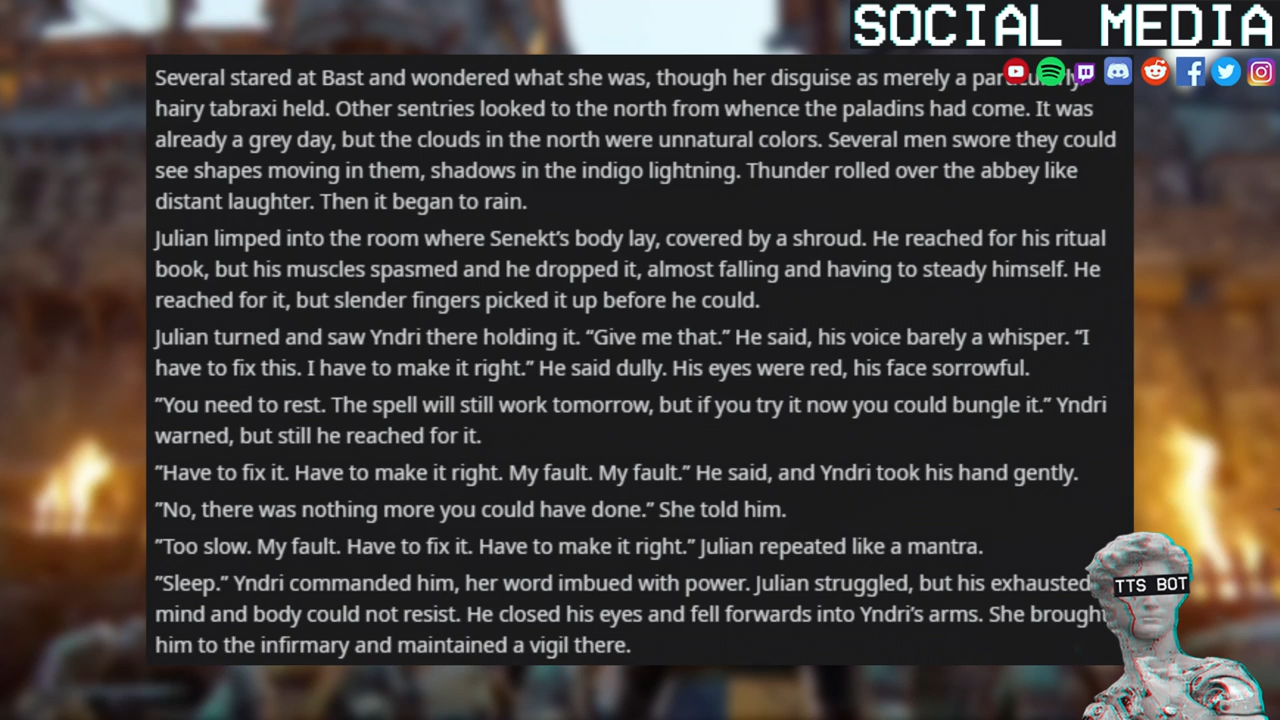 SOCIAL MEDIA
Several stared at Bast and wondered what she was, though her disguise as merely a
hairy tabraxi held. Other sentries looked to the north from whence the paladins had come. It was
already a grey day, but the clouds in the north were unnatural colors. Several men swore they could
see shapes moving in them, shadows in the indigo lightning. Thunder rolled over the abbey like
distant laughter. Then it began to rain.
Julian limped into the room where Senekt’s body lay, covered by a shroud. He reached for his ritual
book, but his muscles spasmed and he dropped it, almost falling and having to steady himself. He
reached for it, but slender fingers picked it up before he could.
Julian turned and saw Yndri there holding it. “Give me that.” He said, his voice barely a whisper. “I
have to fix this. I have to make it right.” He said dully. His eyes were red, his face sorrowful.
”You need to rest. The spell will still work tomorrow, but if you try it now you could bungle it.” Yndri
warned, but still he reached for it.
”Have to fix it. Have to make it right. My fault. My fault.” He said, and Yndri took his hand gently.
”No, there was nothing more you could have done.” She told him.
”Too slow. My fault. Have to fix it. Have to make it right.” Julian repeated like a mantra.
”Sleep.” Yndri commanded him, her word imbued with power. Julian struggled, but his exhausted
mind and body could not resist. He closed his eyes and fell forwards into Yndri’s arms. She brought
him to the infirmary and maintained a vigil there.
TTS BOT